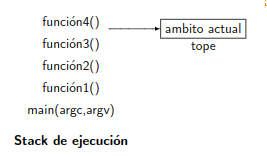 función4()
ambito actual
función3()
tope
función2()
función1()
main(argc,argv)
Stack de ejecución